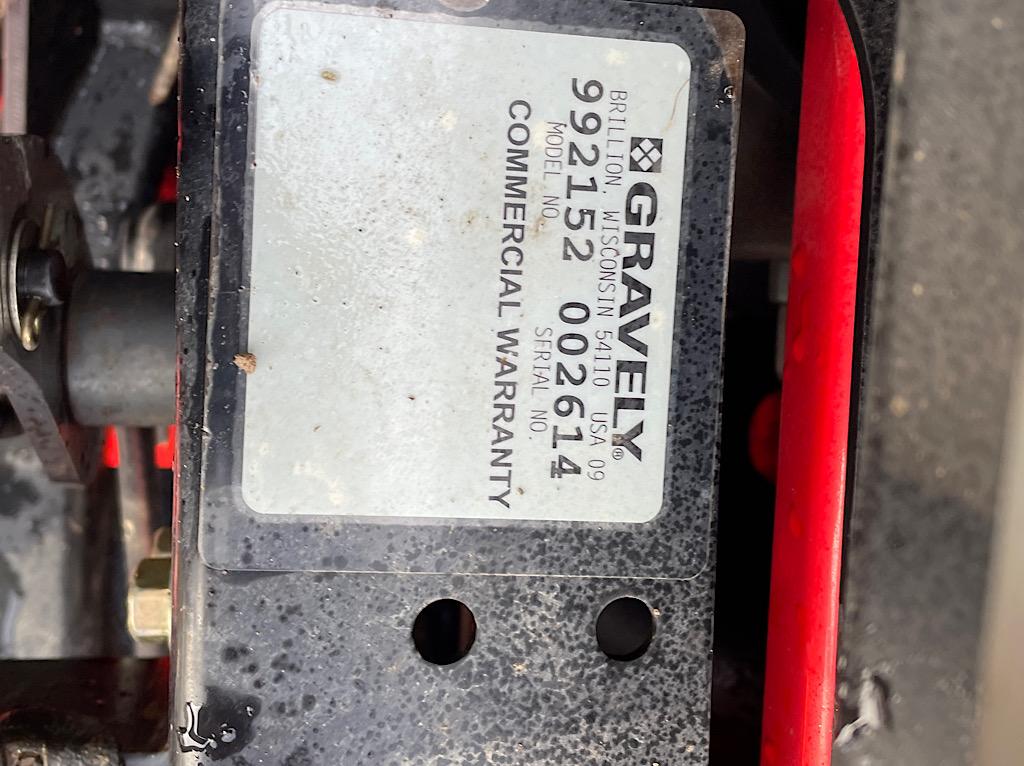 GRAVELY®
BRILLION, WISCONSIN 54110 USA 09
992152 002614
MODEL NO. SERIAL NO.
COMMERCIAL WARRANTY